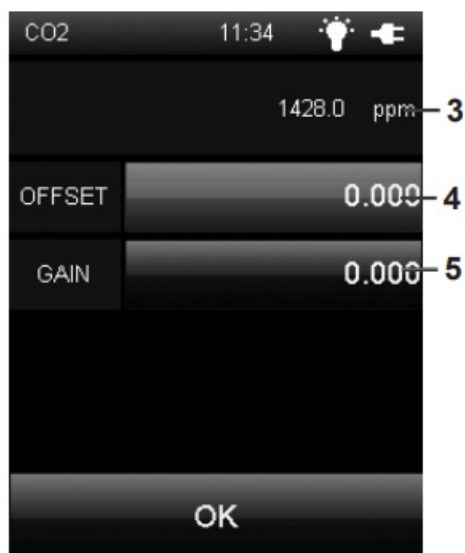 CO2 11:34
1428.0 ppm 3
OFFSET 0.000 4
GAIN 0.000 5
OK